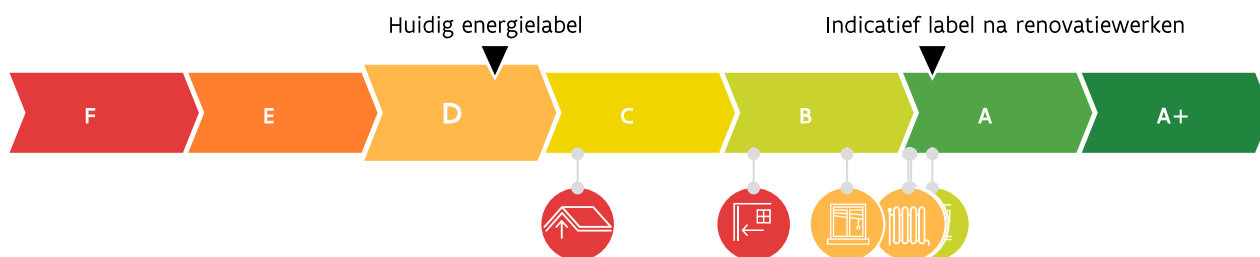 Huidig energielabel
Indicatief label na renovatiewerken
F E D C B A A+